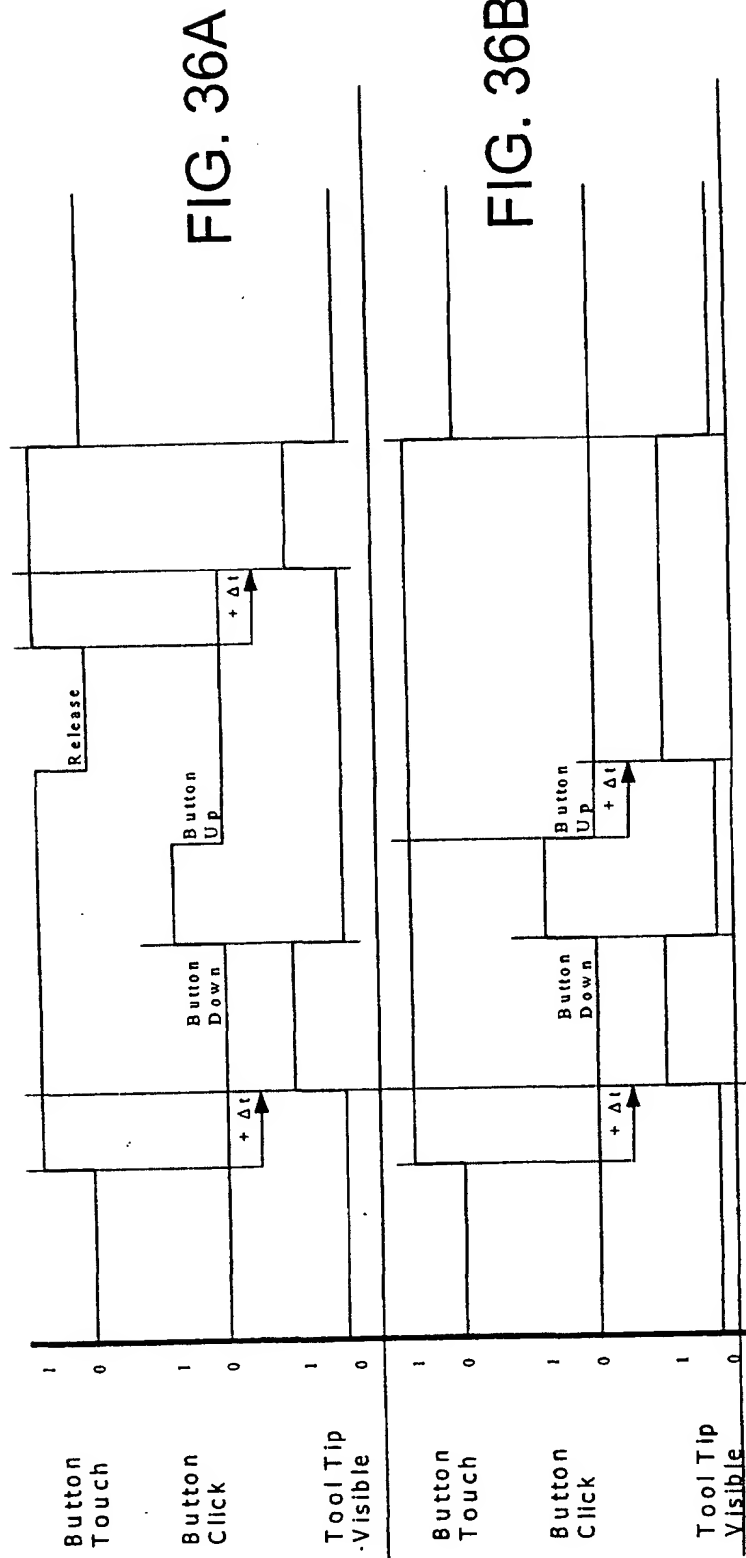 FIG. 36A
Button
Touch
1
0
Release
Button
Click
1
0
+ Δt
Button
Down
Button
Up
+ Δt
Tool Tip
-Visible
1
0
FIG. 36B
Button
Touch
1
0
Button
Click
1
0
+ Δt
Button
Down
Button
Up
+ Δt
Tool Tip
Visible
1
0